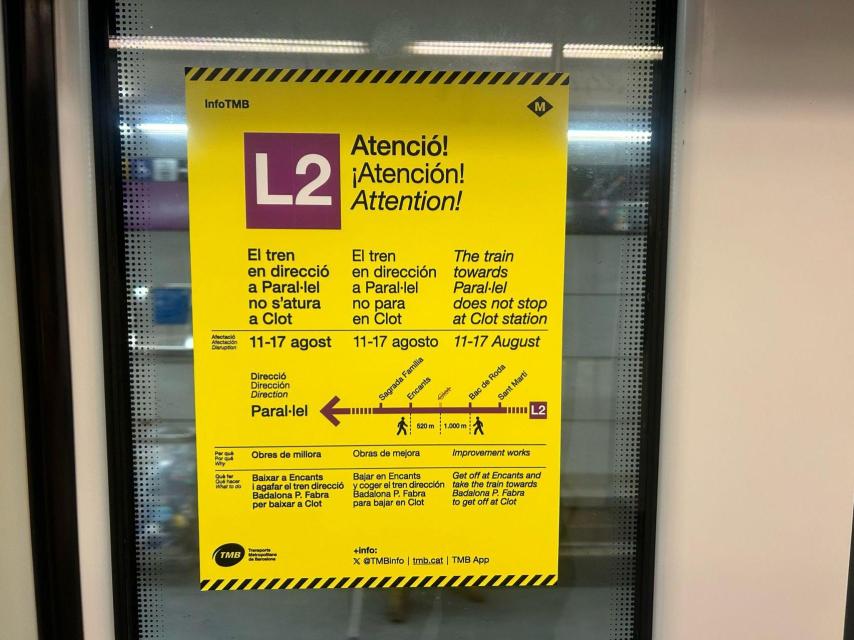 InfoTMB
M
L2
Atenció!
¡Atención!
Attention!
El tren
en direcció
a Paral·lel
no s'atura
a Clot
El tren
en dirección
a Paral·lel
no para
en Clot
The train
towards
Paral·lel
does not stop
at Clot station
Afectació
Afectación
Disruption
11-17 agost
11-17 agosto
11-17 August
Direcció
Dirección
Direction
Paral·lel
Sagrada Família
Encants
Bac de Roda
Sant Martí
L2
520 m
1.000 m
Per què
Por qué
Why
Obres de millora
Obras de mejora
Improvement works
Què fer
Qué hacer
What to do
Baixar a Encants
i agafar el tren direcció
Badalona P. Fabra
per baixar a Clot
Bajar en Encants
y coger el tren dirección
Badalona P. Fabra
para bajar en Clot
Get off at Encants and
take the train towards
Badalona P. Fabra
to get off at Clot
TMB
Transports
Metropolitans
de Barcelona
+info:
X @TMBinfo | tmb.cat | TMB App